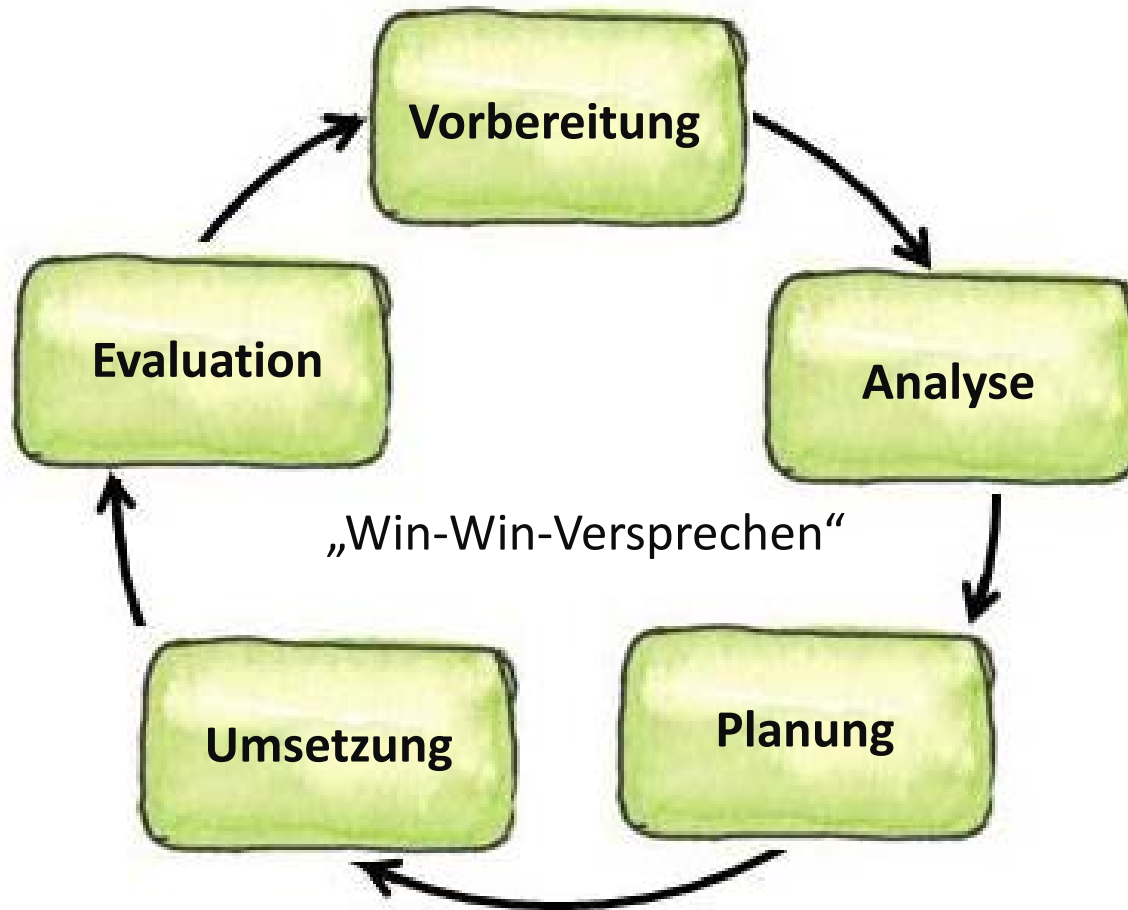 Vorbereitung
Evaluation
Analyse
„Win-Win-Versprechen“
Umsetzung
Planung